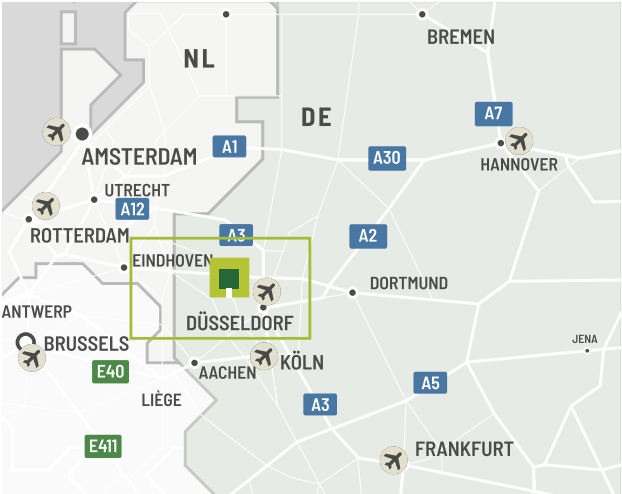 BREMEN
NL
DE
A7
A1
A30
AMSTERDAM
HANNOVER
UTRECHT
A12
ROTTERDAM
A3
A2
EINDHOVEN
DORTMUND
ANTWERP
DÜSSELDORF
BRUSSELS
JENA
KÖLN
AACHEN
E40
A5
LIÈGE
A3
E411
FRANKFURT